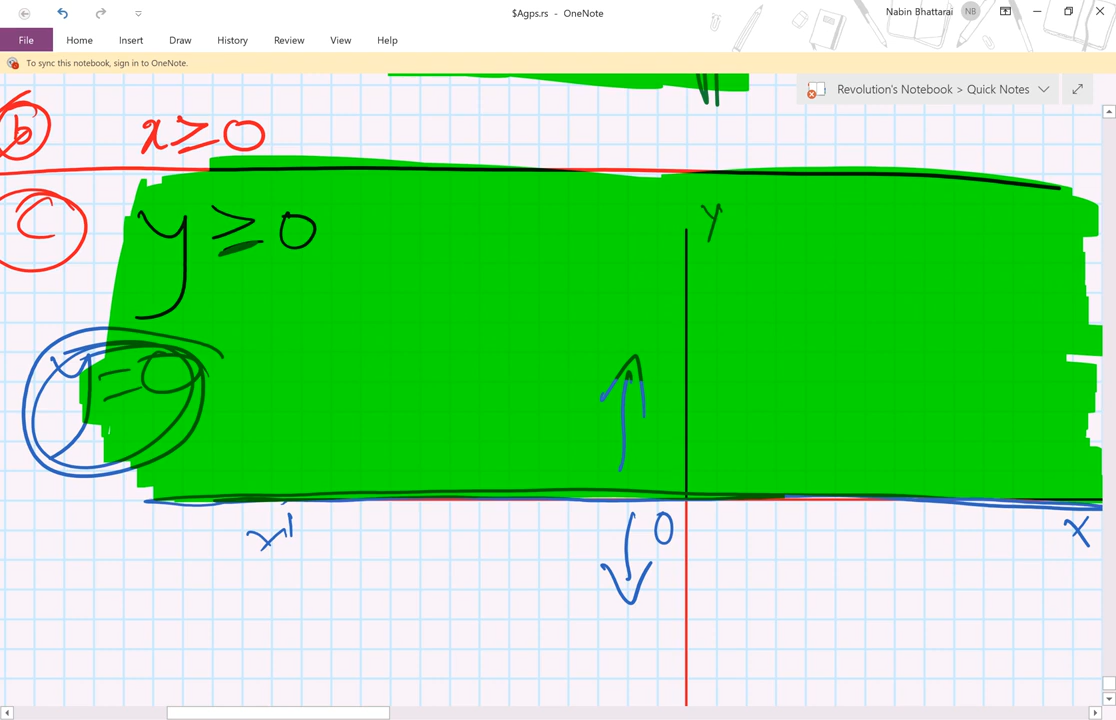 $Agps.rs - OneNote
Nabin Bhattarai NB
File Home Insert Draw History Review View Help
To sync this notebook, sign in to OneNote.
Revolution's Notebook > Quick Notes
b x ≥ 0
C y ≥ 0
Y
y = 0
x' 0 x